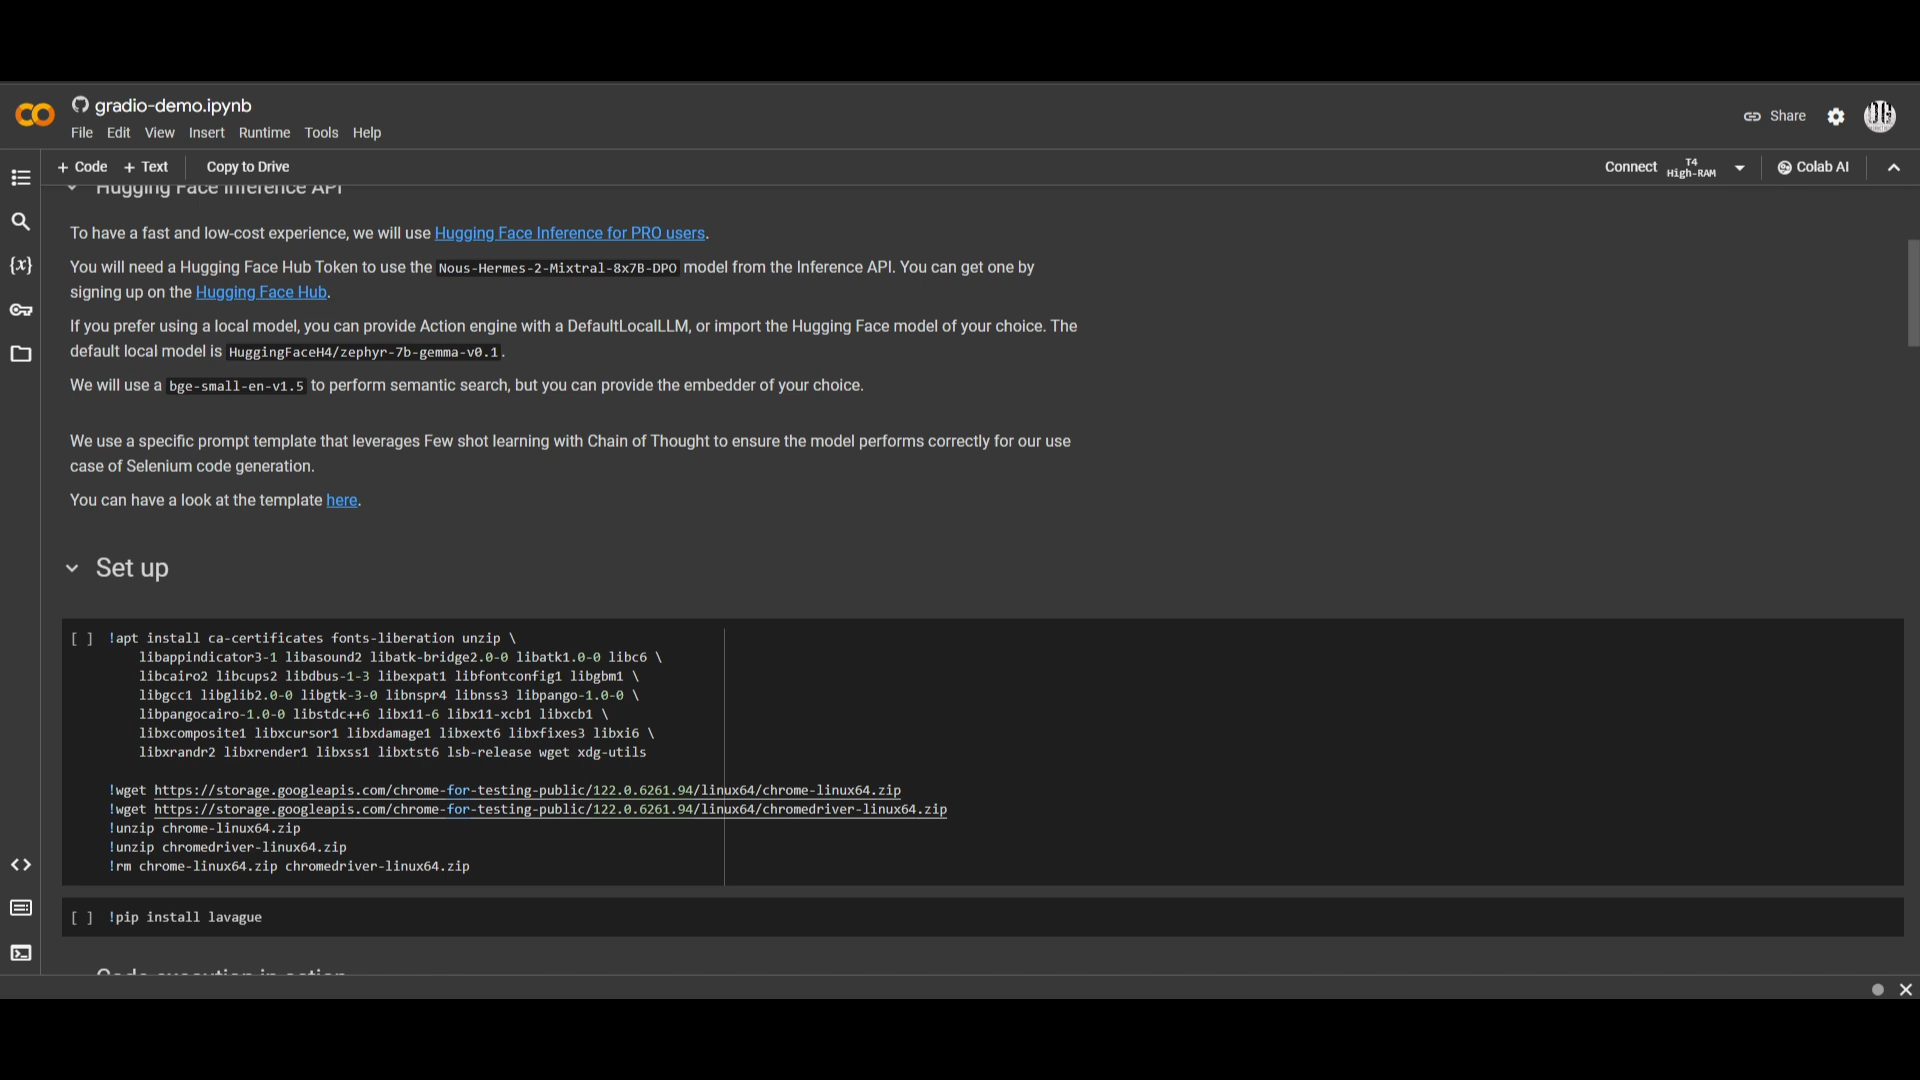 gradio-demo.ipynb
File Edit View Insert Runtime Tools Help
Share
+ Code + Text Copy to Drive
Connect T4 High-RAM
Colab AI
Hugging Face Inference API
To have a fast and low-cost experience, we will use Hugging Face Inference for PRO users.
You will need a Hugging Face Hub Token to use the Nous-Hermes-2-Mixtral-8x7B-DPO model from the Inference API. You can get one by
signing up on the Hugging Face Hub.
If you prefer using a local model, you can provide Action engine with a DefaultLocalLLM, or import the Hugging Face model of your choice. The
default local model is HuggingFaceH4/zephyr-7b-gemma-v0.1.
We will use a bge-small-en-v1.5 to perform semantic search, but you can provide the embedder of your choice.
We use a specific prompt template that leverages Few shot learning with Chain of Thought to ensure the model performs correctly for our use
case of Selenium code generation.
You can have a look at the template here.
Set up
[ ] !apt install ca-certificates fonts-liberation unzip \
libappindicator3-1 libasound2 libatk-bridge2.0-0 libatk1.0-0 libc6 \
libcairo2 libcups2 libdbus-1-3 libexpat1 libfontconfig1 libgbm1 \
libgcc1 libglib2.0-0 libgtk-3-0 libnspr4 libnss3 libpango-1.0-0 \
libpangocairo-1.0-0 libstdc++6 libx11-6 libx11-xcb1 libxcb1 \
libxcomposite1 libxcursor1 libxdamage1 libxext6 libxfixes3 libxi6 \
libxrandr2 libxrender1 libxss1 libxtst6 lsb-release wget xdg-utils
!wget https://storage.googleapis.com/chrome-for-testing-public/122.0.6261.94/linux64/chrome-linux64.zip
!wget https://storage.googleapis.com/chrome-for-testing-public/122.0.6261.94/linux64/chromedriver-linux64.zip
!unzip chrome-linux64.zip
!unzip chromedriver-linux64.zip
!rm chrome-linux64.zip chromedriver-linux64.zip
[ ] !pip install lavague
Code execution in action